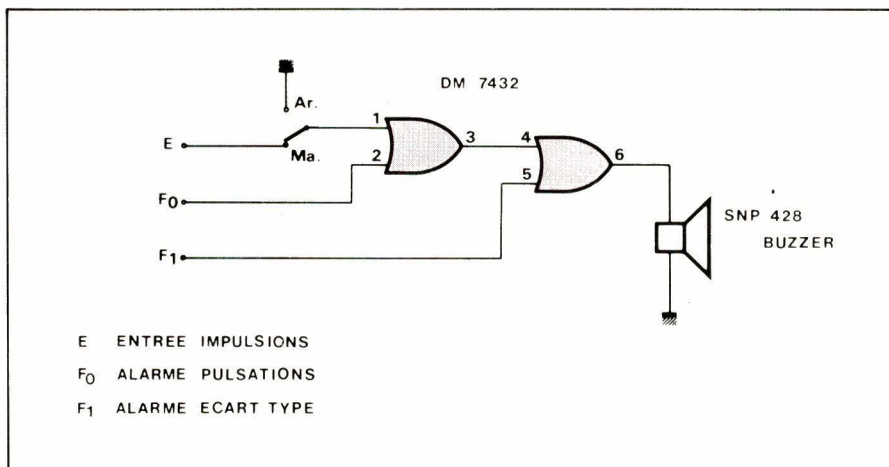 DM 7432
Ar.
1
E
Ma.
2
3
4
5
6
F0
F1
SNP 428
BUZZER
E ENTREE IMPULSIONS
F0 ALARME PULSATIONS
F1 ALARME ECART TYPE